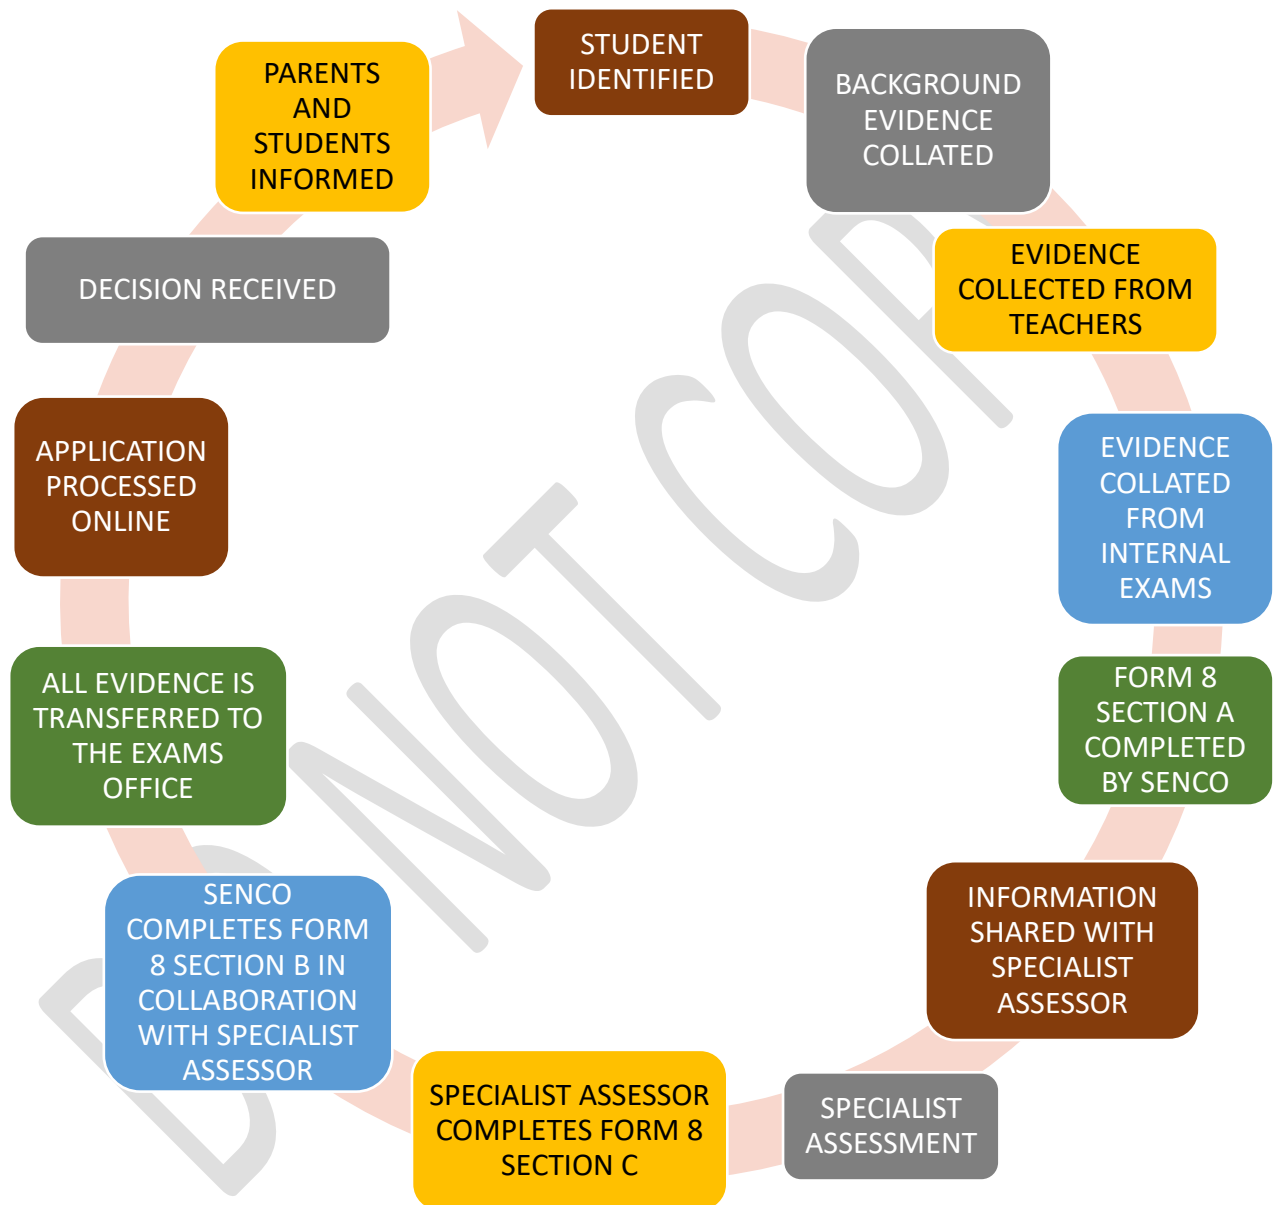 STUDENT
IDENTIFIED
BACKGROUND
EVIDENCE
COLLATED
EVIDENCE
COLLECTED FROM
TEACHERS
EVIDENCE
COLLATED
FROM
INTERNAL
EXAMS
FORM 8
SECTION A
COMPLETED
BY SENCO
INFORMATION
SHARED WITH
SPECIALIST
ASSESSOR
SPECIALIST
ASSESSMENT
SPECIALIST ASSESSOR
COMPLETES FORM 8
SECTION C
SENCO
COMPLETES FORM
8 SECTION B IN
COLLABORATION
WITH SPECIALIST
ASSESSOR
ALL EVIDENCE IS
TRANSFERRED TO
THE EXAMS
OFFICE
APPLICATION
PROCESSED
ONLINE
DECISION RECEIVED
PARENTS
AND
STUDENTS
INFORMED
NOT